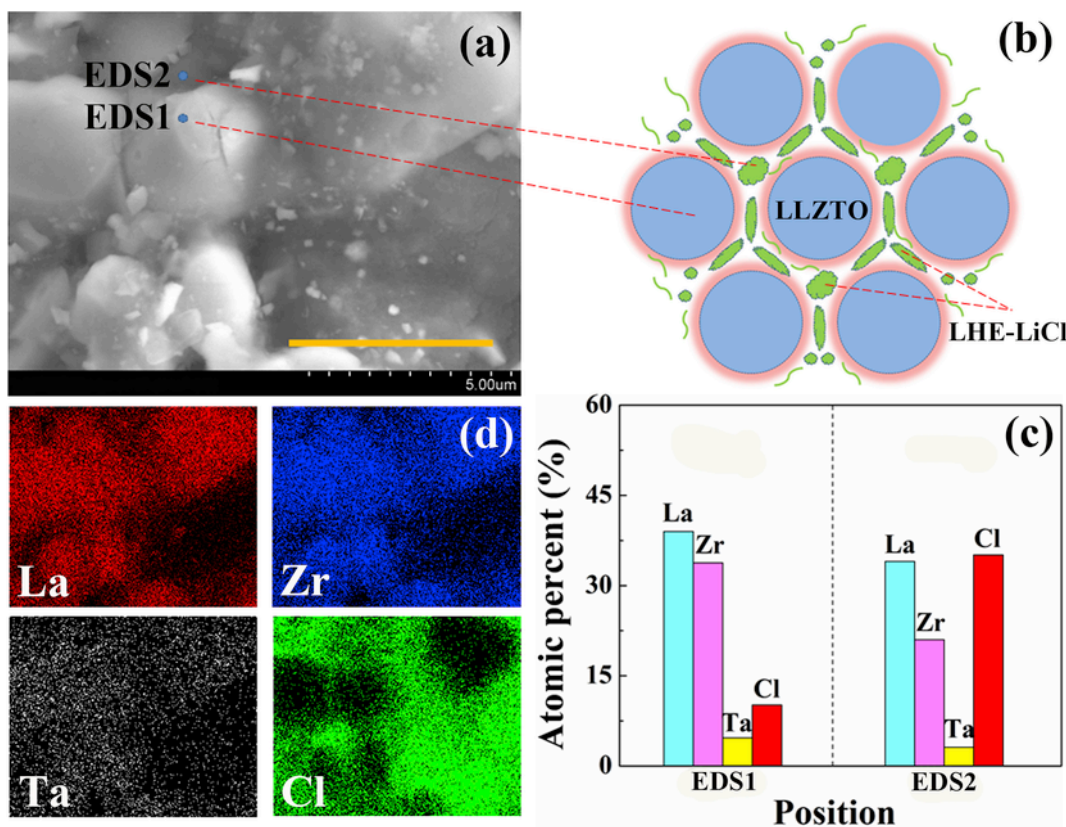 (a)
EDS2
EDS1
5.00um
(b)
LLZTO
LHE-LiCl
(d)
La
Zr
Ta
Cl
(c)
Atomic percent (%)
60
45
30
15
0
La
Zr
Ta
Cl
La
Zr
Ta
Cl
EDS1
EDS2
Position